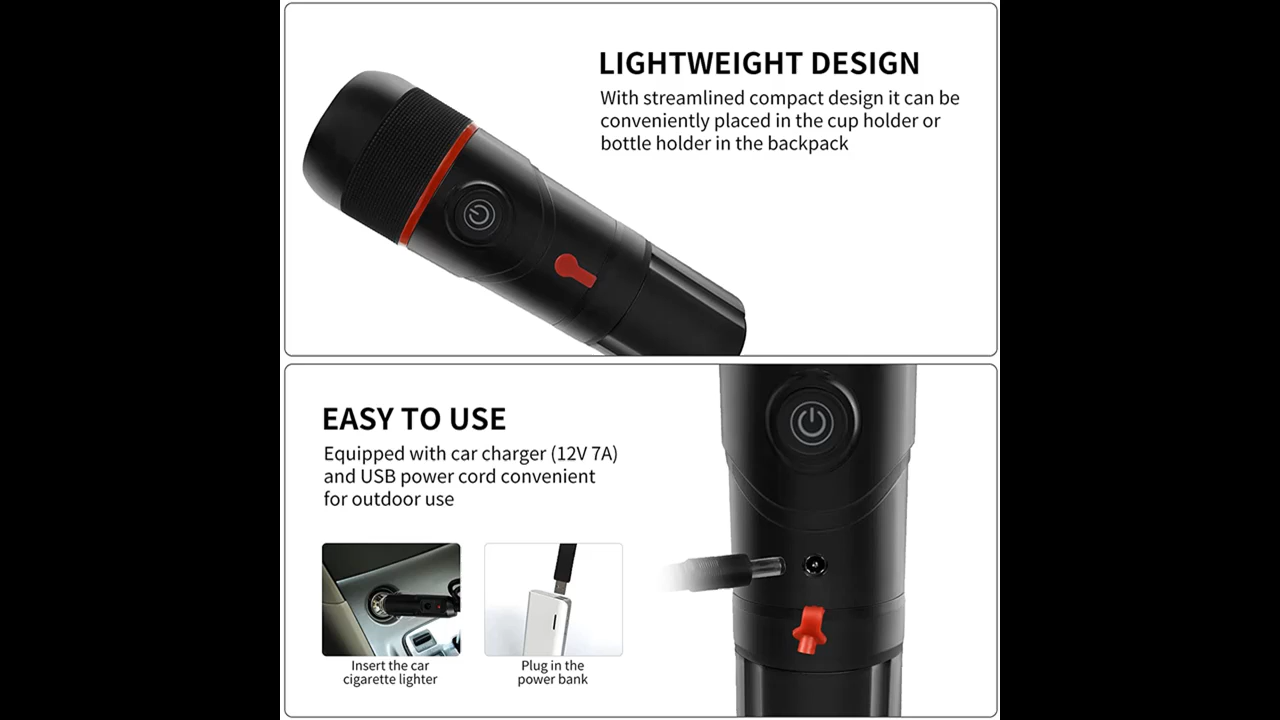 LIGHTWEIGHT DESIGN
With streamlined compact design it can be
conveniently placed in the cup holder or
bottle holder in the backpack
EASY TO USE
Equipped with car charger (12V 7A)
and USB power cord convenient
for outdoor use
Insert the car
cigarette lighter
Plug in the
power bank